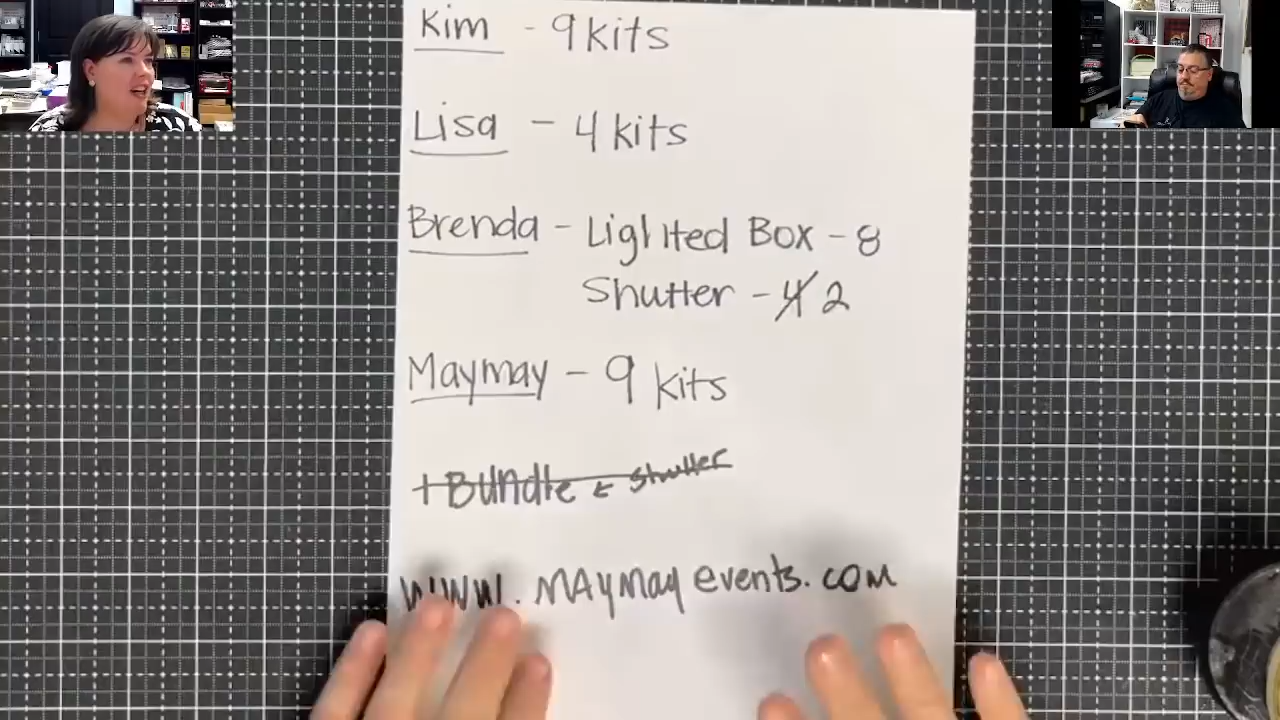 Kim - 9 kits
Lisa - 4 kits
Brenda - Lighted Box - 8
Shutter - 4 2
Maymay - 9 kits
+ Bundle ← Shutter
www.maymayevents.com